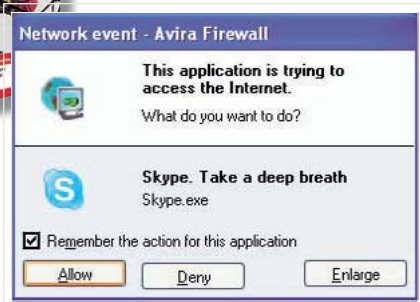 Network event - Avira Firewall
This application is trying to
access the Internet.
What do you want to do?
Skype. Take a deep breath
Skype.exe
Remember the action for this application
Allow Deny Enlarge